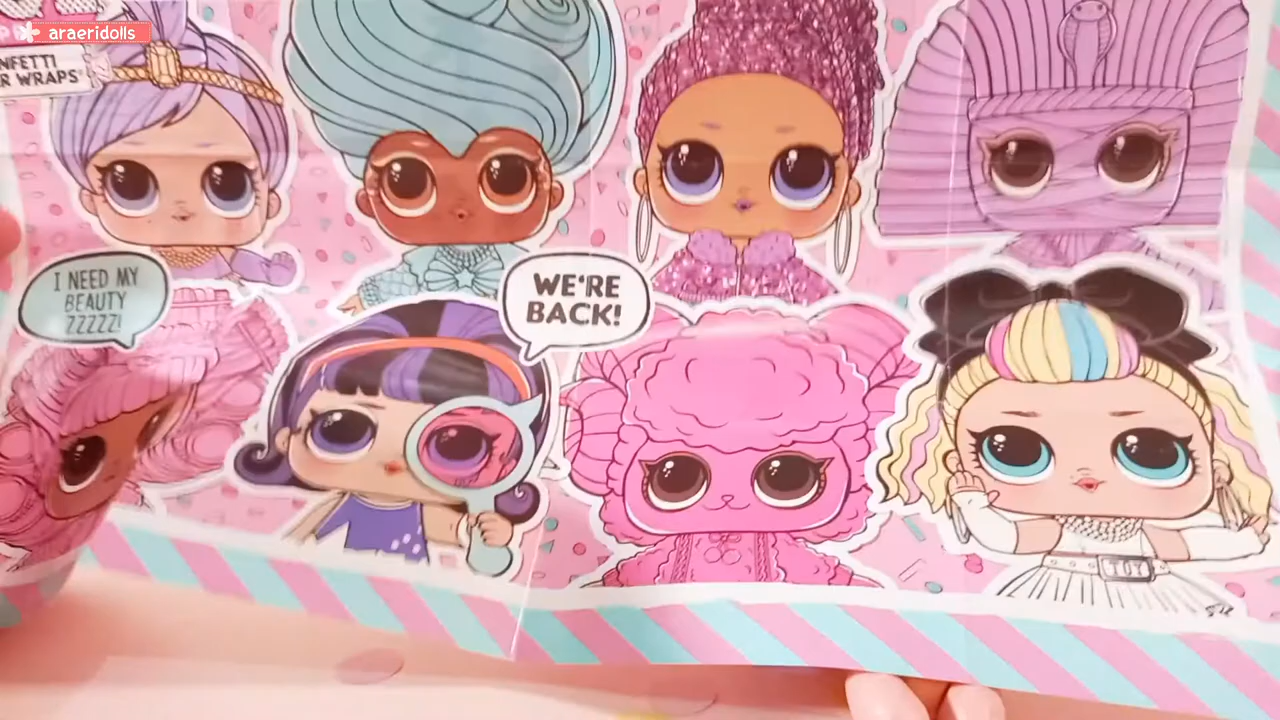 araeridolls
NFETTI
R WRAPS
I NEED MY
BEAUTY
ZZZZZ!
WE'RE
BACK!
TOY